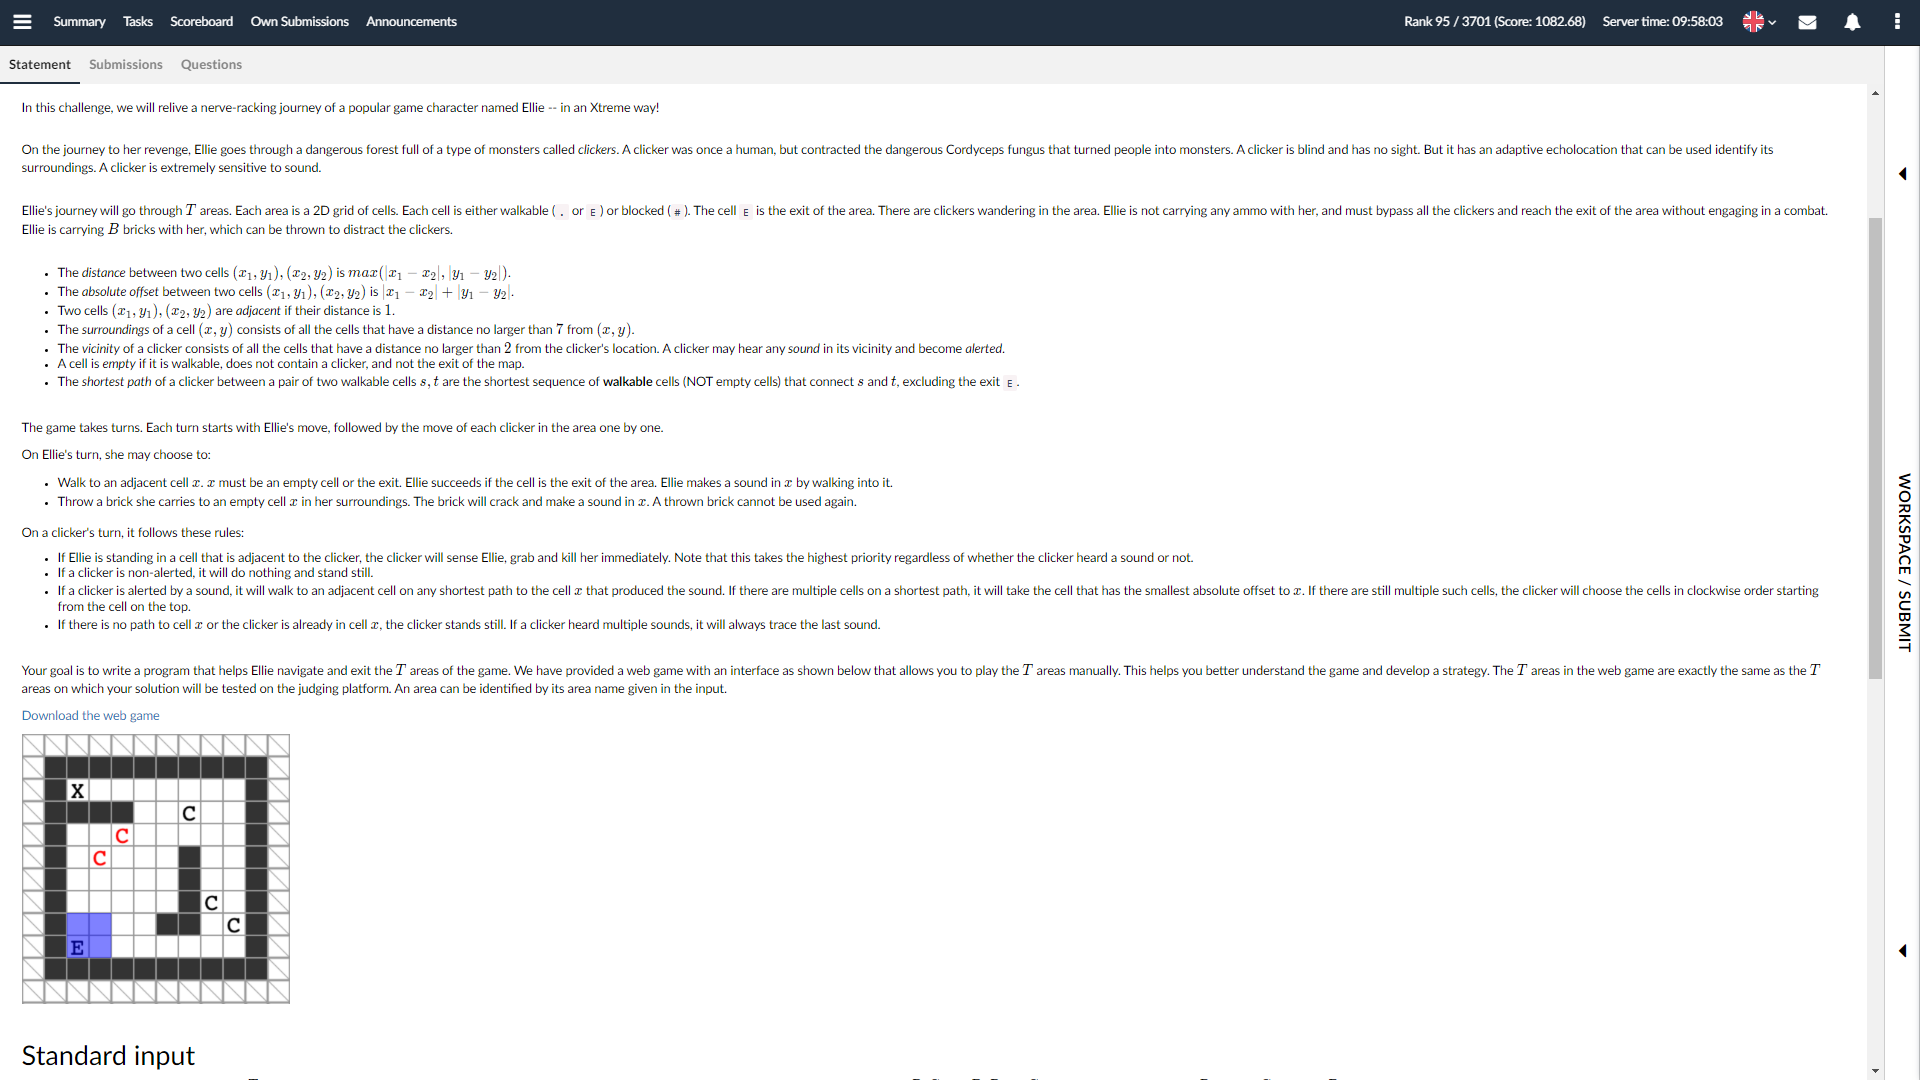 Summary Tasks Scoreboard Own Submissions Announcements Rank 95 / 3701 (Score: 1082.68) Server time: 09:58:03
Statement Submissions Questions
In this challenge, we will relive a nerve-racking journey of a popular game character named Ellie -- in an Xtreme way!
On the journey to her revenge, Ellie goes through a dangerous forest full of a type of monsters called clickers. A clicker was once a human, but contracted the dangerous Cordyceps fungus that turned people into monsters. A clicker is blind and has no sight. But it has an adaptive echolocation that can be used identify its
surroundings. A clicker is extremely sensitive to sound.
Ellie's journey will go through T areas. Each area is a 2D grid of cells. Each cell is either walkable ( . or E ) or blocked ( # ). The cell E is the exit of the area. There are clickers wandering in the area. Ellie is not carrying any ammo with her, and must bypass all the clickers and reach the exit of the area without engaging in a combat.
Ellie is carrying B bricks with her, which can be thrown to distract the clickers.
• The distance between two cells (x₁, y₁), (x₂, y₂) is max(|x₁ − x₂|, |y₁ − y₂|).
• The absolute offset between two cells (x₁, y₁), (x₂, y₂) is |x₁ − x₂| + |y₁ − y₂|.
• Two cells (x₁, y₁), (x₂, y₂) are adjacent if their distance is 1.
• The surroundings of a cell (x, y) consists of all the cells that have a distance no larger than 7 from (x, y).
• The vicinity of a clicker consists of all the cells that have a distance no larger than 2 from the clicker's location. A clicker may hear any sound in its vicinity and become alerted.
• A cell is empty if it is walkable, does not contain a clicker, and not the exit of the map.
• The shortest path of a clicker between a pair of two walkable cells s, t are the shortest sequence of walkable cells (NOT empty cells) that connect s and t, excluding the exit E .
The game takes turns. Each turn starts with Ellie's move, followed by the move of each clicker in the area one by one.
On Ellie's turn, she may choose to:
• Walk to an adjacent cell x. x must be an empty cell or the exit. Ellie succeeds if the cell is the exit of the area. Ellie makes a sound in x by walking into it.
• Throw a brick she carries to an empty cell x in her surroundings. The brick will crack and make a sound in x. A thrown brick cannot be used again.
On a clicker's turn, it follows these rules:
• If Ellie is standing in a cell that is adjacent to the clicker, the clicker will sense Ellie, grab and kill her immediately. Note that this takes the highest priority regardless of whether the clicker heard a sound or not.
• If a clicker is non-alerted, it will do nothing and stand still.
• If a clicker is alerted by a sound, it will walk to an adjacent cell on any shortest path to the cell x that produced the sound. If there are multiple cells on a shortest path, it will take the cell that has the smallest absolute offset to x. If there are still multiple such cells, the clicker will choose the cells in clockwise order starting
from the cell on the top.
• If there is no path to cell x or the clicker is already in cell x, the clicker stands still. If a clicker heard multiple sounds, it will always trace the last sound.
Your goal is to write a program that helps Ellie navigate and exit the T areas of the game. We have provided a web game with an interface as shown below that allows you to play the T areas manually. This helps you better understand the game and develop a strategy. The T areas in the web game are exactly the same as the T
areas on which your solution will be tested on the judging platform. An area can be identified by its area name given in the input.
Download the web game
X
C
C
C
C
C
E
Standard input
WORKSPACE / SUBMIT